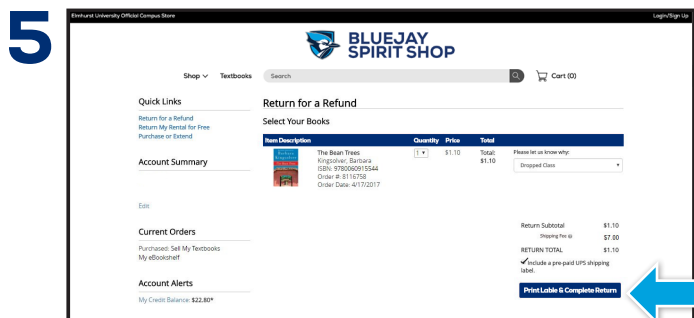 5
Elmhurst University Official Campus Store
Login/Sign Up
BLUEJAY
SPIRIT SHOP
Shop
Textbooks
Search
Cart (0)
Quick Links
Return for a Refund
Return My Rental for Free
Purchase or Extend
Account Summary
Edit
Current Orders
Purchased: Sell My Textbooks
My eBookshelf
Account Alerts
My Credit Balance: $22.80*
Return for a Refund
Select Your Books
Item Description Quantity Price Total
The Bean Trees 1 $1.10 Total:
Kingsolver, Barbara $1.10
ISBN: 9780060915544
Order #: 8116758
Order Date: 4/17/2017
Please let us know why:
Dropped Class
Return Subtotal $1.10
Shipping Fee $7.00
RETURN TOTAL $1.10
Include a pre-paid UPS shipping
label.
Print Lable & Complete Return